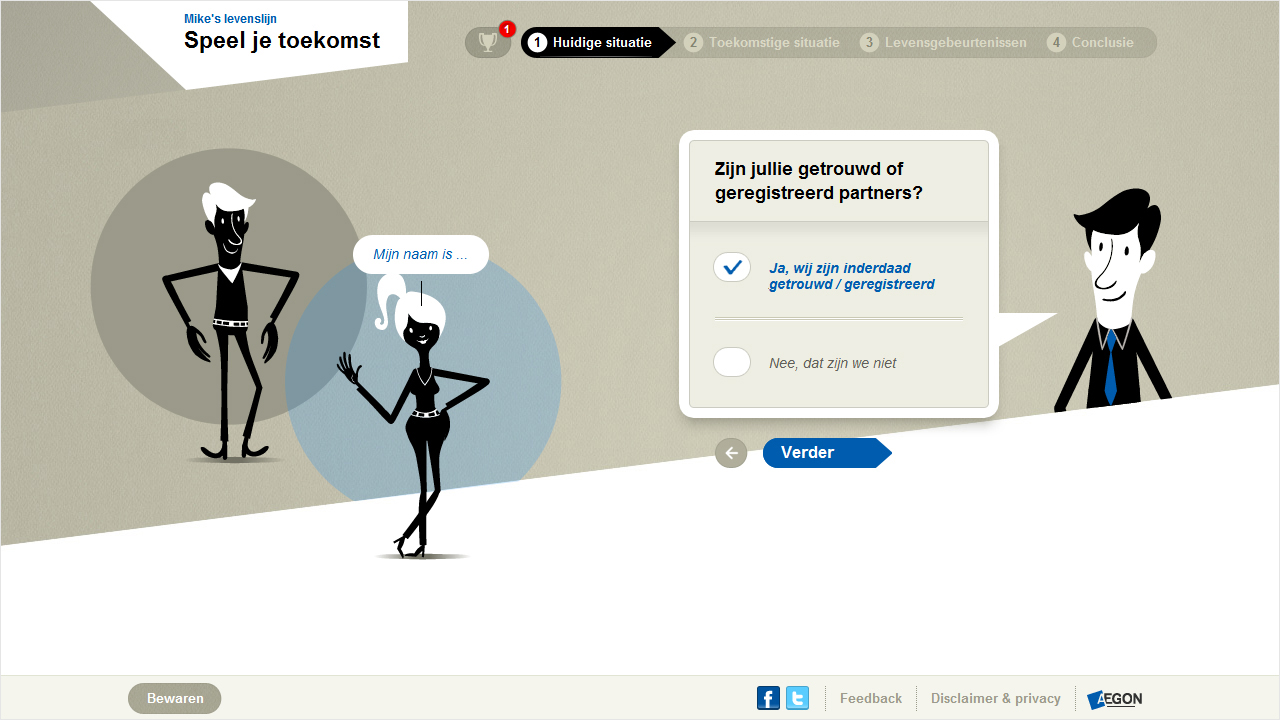 Mike's levenslijn
Speel je toekomst
1
1 Huidige situatie
2 Toekomstige situatie
3 Levensgebeurtenissen
4 Conclusie
Zijn jullie getrouwd of
geregistreerd partners?
Mijn naam is ...
Ja, wij zijn inderdaad
getrouwd / geregistreerd
Nee, dat zijn we niet
Verder
Bewaren
f
t
Feedback
Disclaimer & privacy
AEGON